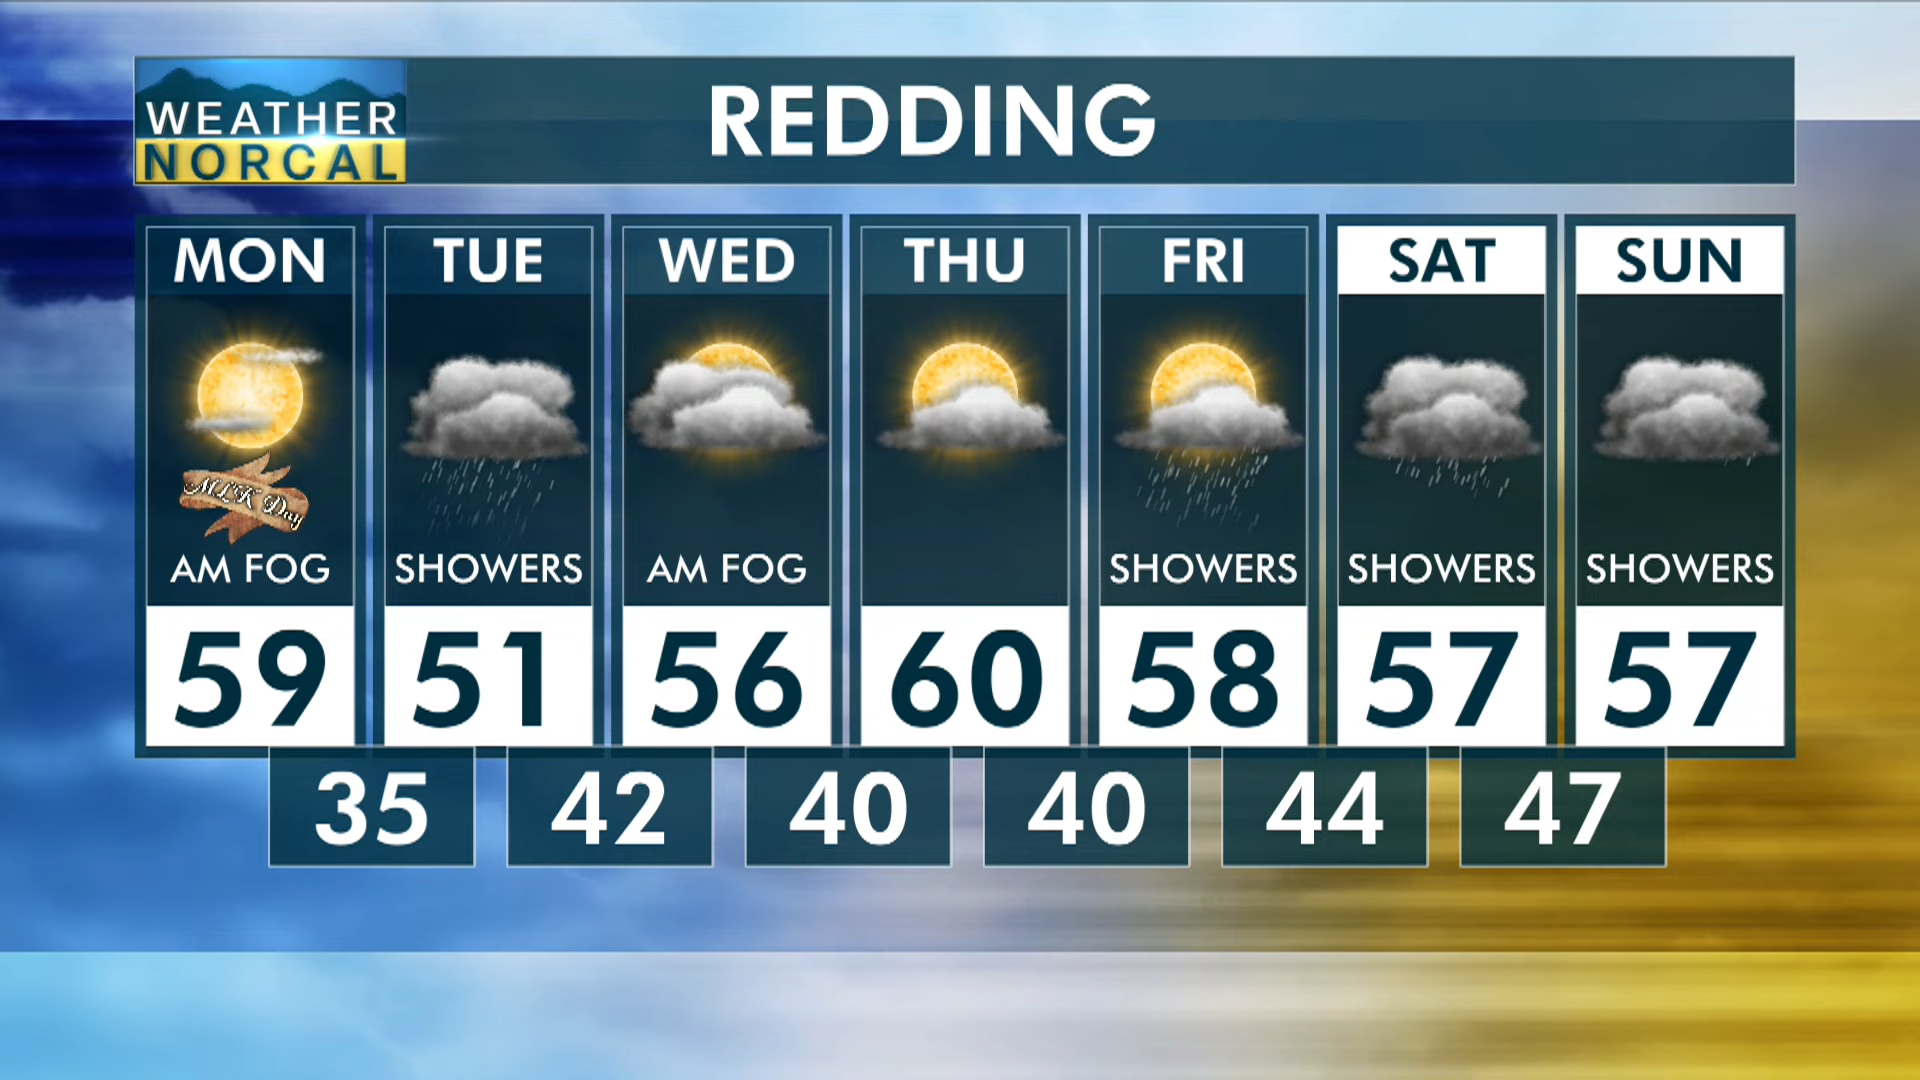 WEATHER
NORCAL
REDDING
MON TUE WED THU FRI SAT SUN
MLK Day
AM FOG SHOWERS AM FOG SHOWERS SHOWERS SHOWERS
59 51 56 60 58 57 57
35 42 40 40 44 47